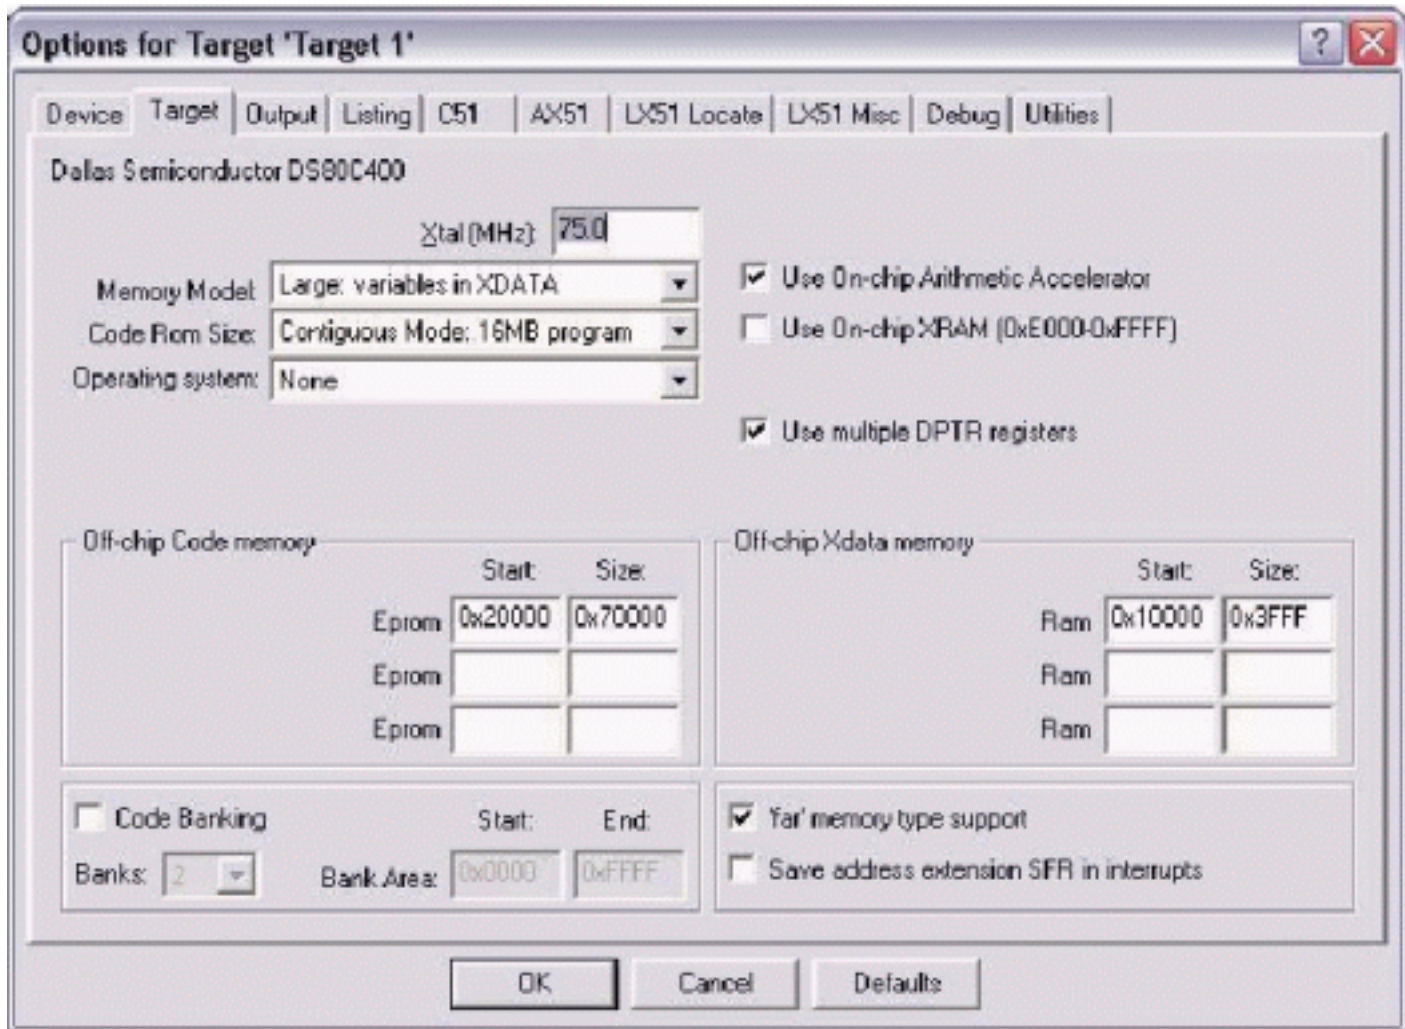 Options for Target 'Target 1'
Device Target Output Listing C51 AX51 LX51 Locate LX51 Misc Debug Utilities
Dallas Semiconductor DS80C400
Xtal (MHz): 75.0
Memory Model: Large: variables in XDATA
Use On-chip Arithmetic Accelerator
Code Rom Size: Contiguous Mode: 16MB program
Use On-chip XRAM (0xE000-0xFFFF)
Operating system: None
Use multiple DPTR registers
Off-chip Code memory
Start: Size:
Eprom 0x20000 0x70000
Eprom
Eprom
Off-chip Xdata memory
Start: Size:
Ram 0x10000 0x3FFF
Ram
Ram
Code Banking Start: End:
Banks: 2 Bank Area: 0x0000 0xFFFF
'far' memory type support
Save address extension SFR in interrupts
OK Cancel Defaults